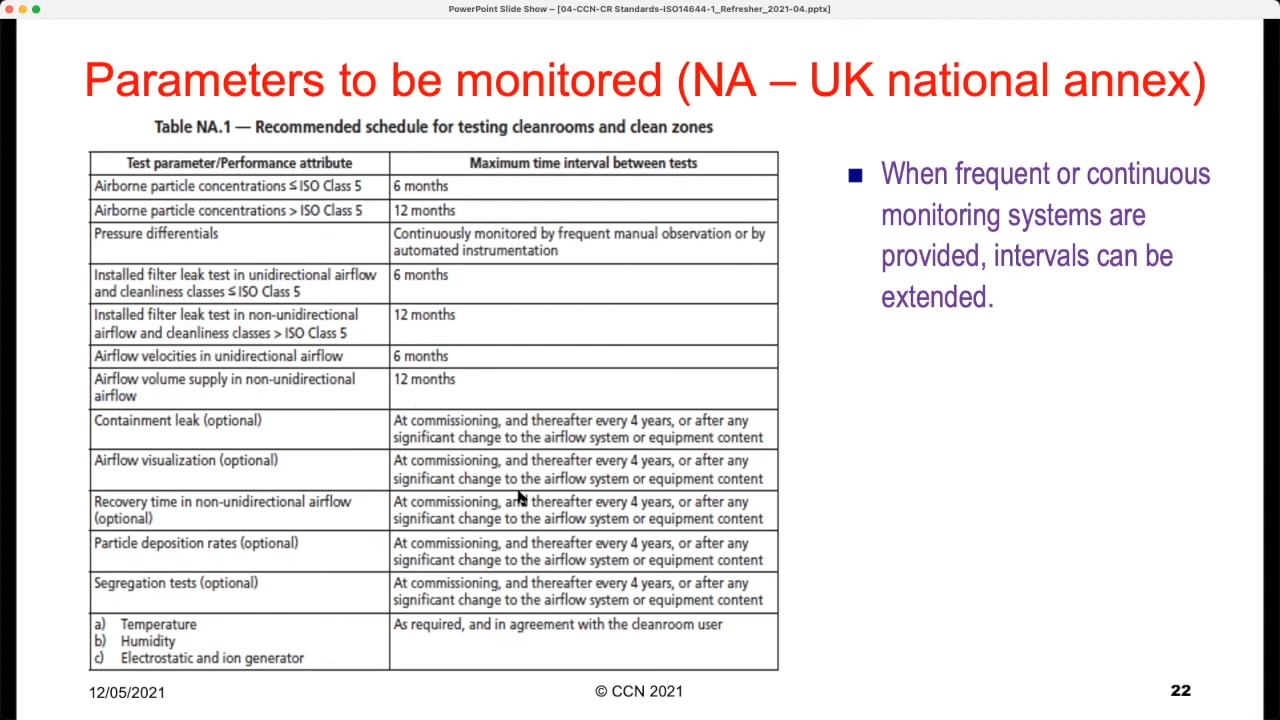 PowerPoint Slide Show – [04-CCN-CR Standards-ISO14644-1_Refresher_2021-04.pptx]
Parameters to be monitored (NA – UK national annex)
Table NA.1 — Recommended schedule for testing cleanrooms and clean zones
Test parameter/Performance attribute Maximum time interval between tests
Airborne particle concentrations ≤ ISO Class 5 6 months
Airborne particle concentrations > ISO Class 5 12 months
Pressure differentials Continuously monitored by frequent manual observation or by
automated instrumentation
Installed filter leak test in unidirectional airflow 6 months
and cleanliness classes ≤ ISO Class 5
Installed filter leak test in non-unidirectional 12 months
airflow and cleanliness classes > ISO Class 5
Airflow velocities in unidirectional airflow 6 months
Airflow volume supply in non-unidirectional 12 months
airflow
Containment leak (optional) At commissioning, and thereafter every 4 years, or after any
significant change to the airflow system or equipment content
Airflow visualization (optional) At commissioning, and thereafter every 4 years, or after any
significant change to the airflow system or equipment content
Recovery time in non-unidirectional airflow At commissioning, and thereafter every 4 years, or after any
(optional) significant change to the airflow system or equipment content
Particle deposition rates (optional) At commissioning, and thereafter every 4 years, or after any
significant change to the airflow system or equipment content
Segregation tests (optional) At commissioning, and thereafter every 4 years, or after any
significant change to the airflow system or equipment content
a) Temperature As required, and in agreement with the cleanroom user
b) Humidity
c) Electrostatic and ion generator
When frequent or continuous
monitoring systems are
provided, intervals can be
extended.
12/05/2021 © CCN 2021 22